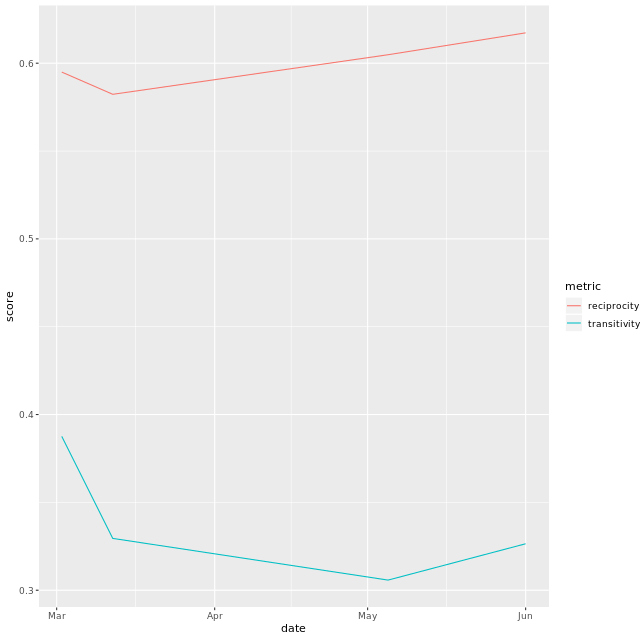 score
0.6
0.5
0.4
0.3
Mar
Apr
May
Jun
date
metric
reciprocity
transitivity